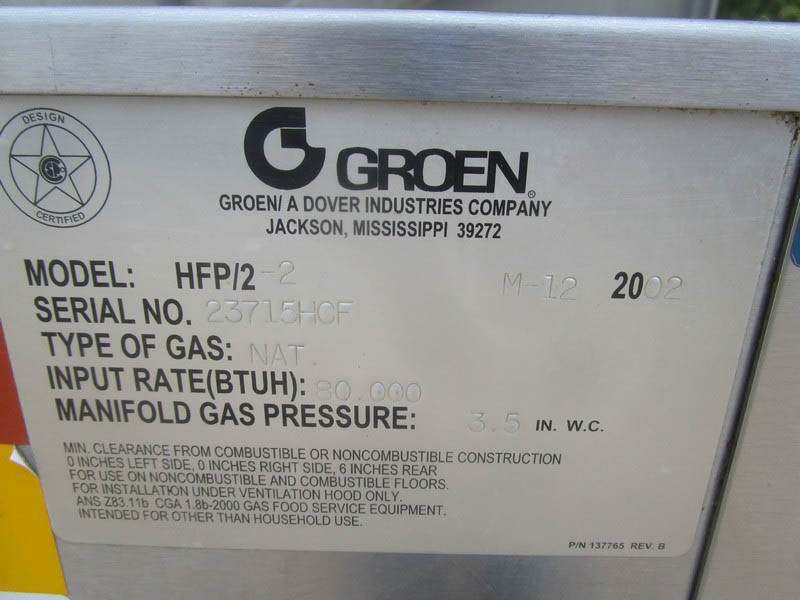 DESIGN
CERTIFIED
GROEN®
GROEN/ A DOVER INDUSTRIES COMPANY
JACKSON, MISSISSIPPI 39272
MODEL: HFP/2-2 M-12 2002
SERIAL NO. 23715HCF
TYPE OF GAS: NAT.
INPUT RATE(BTUH): 80.000
MANIFOLD GAS PRESSURE: 3.5 IN. W.C.
MIN. CLEARANCE FROM COMBUSTIBLE OR NONCOMBUSTIBLE CONSTRUCTION
0 INCHES LEFT SIDE, 0 INCHES RIGHT SIDE, 6 INCHES REAR
FOR USE ON NONCOMBUSTIBLE AND COMBUSTIBLE FLOORS.
FOR INSTALLATION UNDER VENTILATION HOOD ONLY.
ANS Z83.11b CGA 1.8b-2000 GAS FOOD SERVICE EQUIPMENT.
INTENDED FOR OTHER THAN HOUSEHOLD USE.
P/N 137765 REV. B